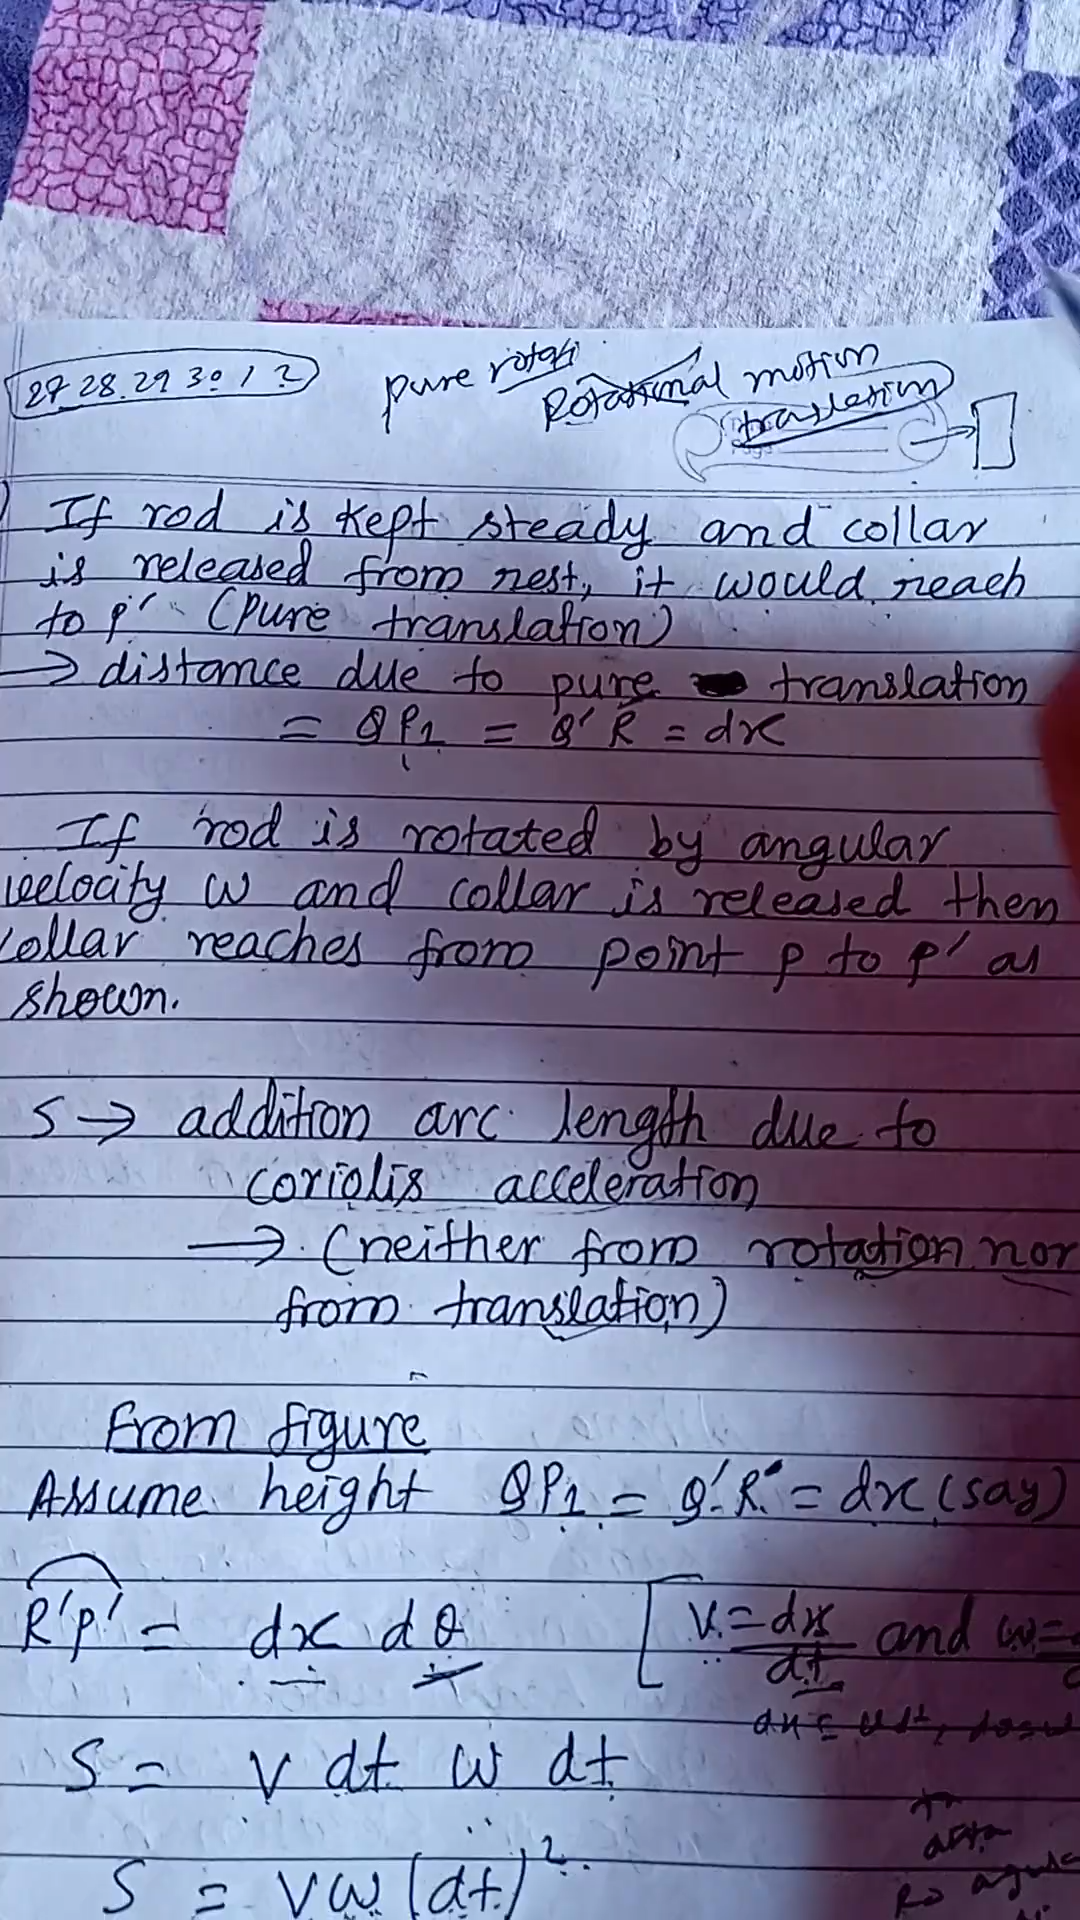 27 28 29 30 1 2
pure rotati
Rotational motion
translation
If rod is kept steady and collar
is released from rest, it would reach
to p' (pure translation)
→ distance due to pure translation
= QP1 = Q'R = dx
If rod is rotated by angular
velocity ω and collar is released then
collar reaches from point p to p' as
shown.
S → addition arc length due to
coriolis acceleration
→ (neither from rotation nor
from translation)
From figure
Assume height QP1 = Q'R' = dx (say)
R'p' = dx dθ [ V = dx/dt and ω =
S = V dt ω dt
S = Vω (dt)²